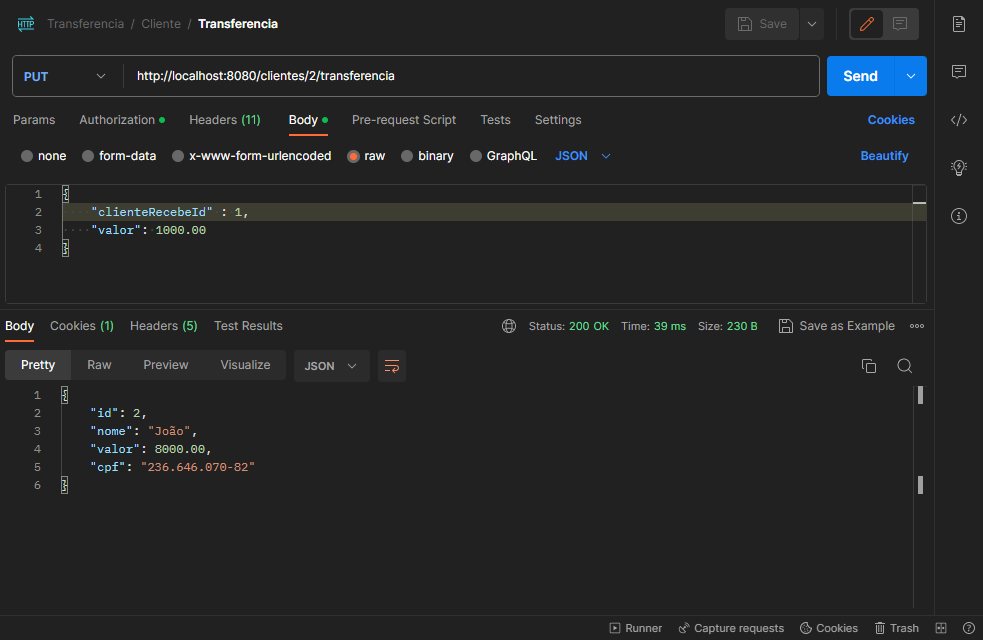 HTTP Transferencia / Cliente / Transferencia Save
PUT http://localhost:8080/clientes/2/transferencia Send
Params Authorization Headers (11) Body Pre-request Script Tests Settings Cookies
none form-data x-www-form-urlencoded raw binary GraphQL JSON Beautify
1 {
2 "clienteRecebeId" : 1,
3 "valor": 1000.00
4 }
Body Cookies (1) Headers (5) Test Results Status: 200 OK Time: 39 ms Size: 230 B Save as Example
Pretty Raw Preview Visualize JSON
1 {
2 "id": 2,
3 "nome": "João",
4 "valor": 8000.00,
5 "cpf": "236.646.070-82"
6 }
Runner Capture requests Cookies Trash